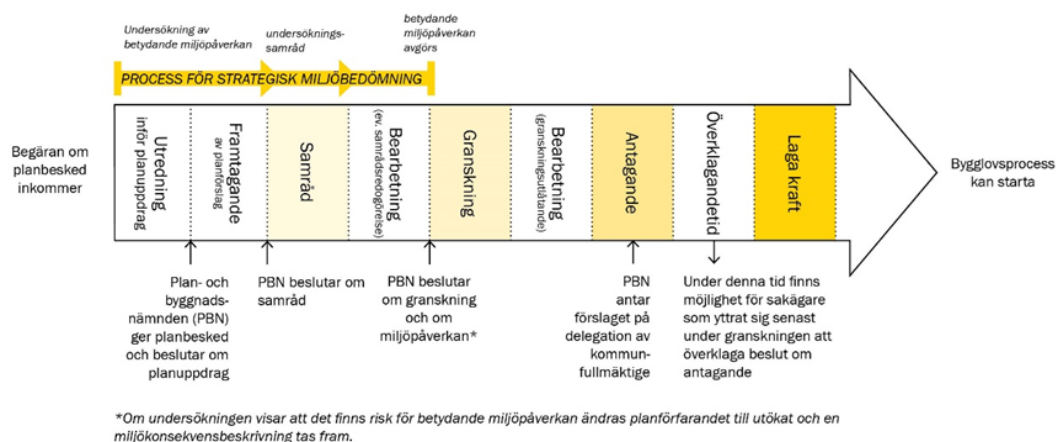 Undersökning av
betydande miljöpåverkan
undersöknings-
samråd
betydande
miljöpåverkan
avgörs
PROCESS FÖR STRATEGISK MILJÖBEDÖMNING
Begäran om
planbesked
inkommer
Utredning
inför planuppdrag
Framtagande
av planförslag
Samråd
Bearbetning
(ev. samrådsredogörelse)
Granskning
Bearbetning
(granskningsutlåtande)
Antagande
Överklagandetid
Laga kraft
Bygglovsprocess
kan starta
Plan- och
byggnads-
nämnden (PBN)
ger planbesked
och beslutar om
planuppdrag
PBN beslutar om
samråd
PBN beslutar
om granskning
och om
miljöpåverkan*
PBN
antar
förslaget på
delegation av
kommun-
fullmäktige
Under denna tid finns
möjlighet för sakägare
som yttrat sig senast
under granskningen att
överklaga beslut om
antagande
*Om undersökningen visar att det finns risk för betydande miljöpåverkan ändras planförfarandet till utökat och en
miljökonsekvensbeskrivning tas fram.